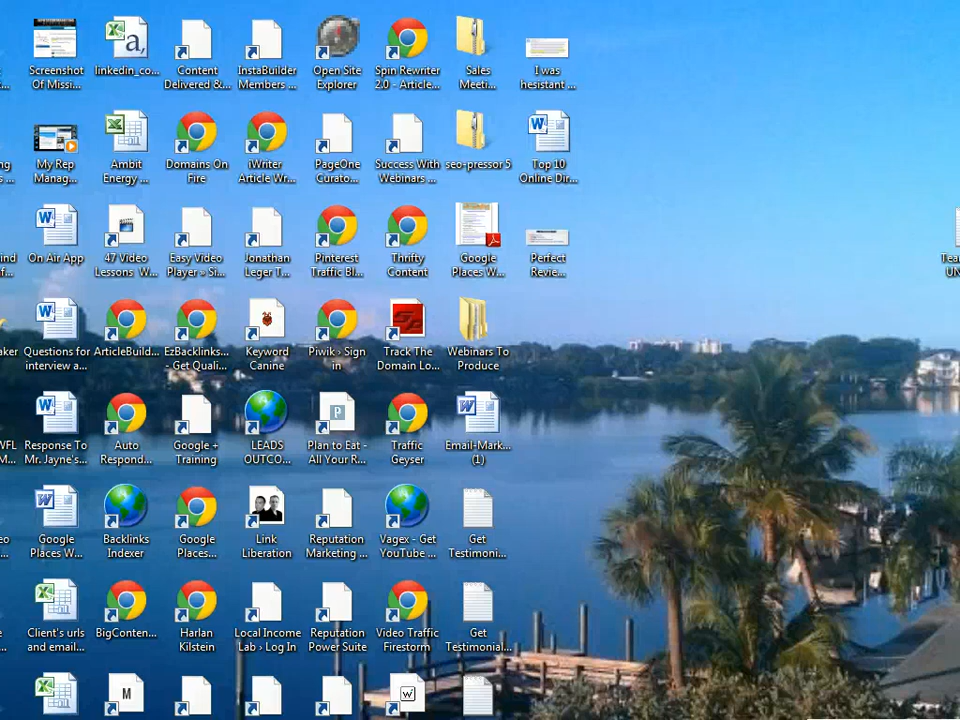 Screenshot
Of Missi...
linkedin_co...
Content
Delivered &...
InstaBuilder
Members ...
Open Site
Explorer
Spin Rewriter
2.0 - Article...
Sales
Meeti...
I was
hesistant ...
ng
s ...
My Rep
Manag...
Ambit
Energy ...
Domains On
Fire
iWriter
Article Wr...
PageOne
Curato...
Success With
Webinars ...
seo-pressor 5
Top 10
Online Dir...
ind
f...
On Air App
47 Video
Lessons W...
Easy Video
Player » Si...
Jonathan
Leger T...
Pinterest
Traffic Bl...
Thrifty
Content
Google
Places W...
Perfect
Revie...
Tea
UN
aker
Questions for
interview a...
ArticleBuild...
EzBacklinks...
- Get Quali...
Keyword
Canine
Piwik › Sign
in
Track The
Domain Lo...
Webinars To
Produce
WFL
M...
Response To
Mr. Jayne's...
Auto
Respond...
Google +
Training
LEADS
OUTCO...
Plan to Eat -
All Your R...
Traffic
Geyser
Email-Mark...
(1)
eo
...
Google
Places W...
Backlinks
Indexer
Google
Places...
Link
Liberation
Reputation
Marketing ...
Vagex - Get
YouTube ...
Get
Testimoni...
e
...
Client's urls
and email...
BigConten...
Harlan
Kilstein
Local Income
Lab › Log In
Reputation
Power Suite
Video Traffic
Firestorm
Get
Testimonial...
M
W